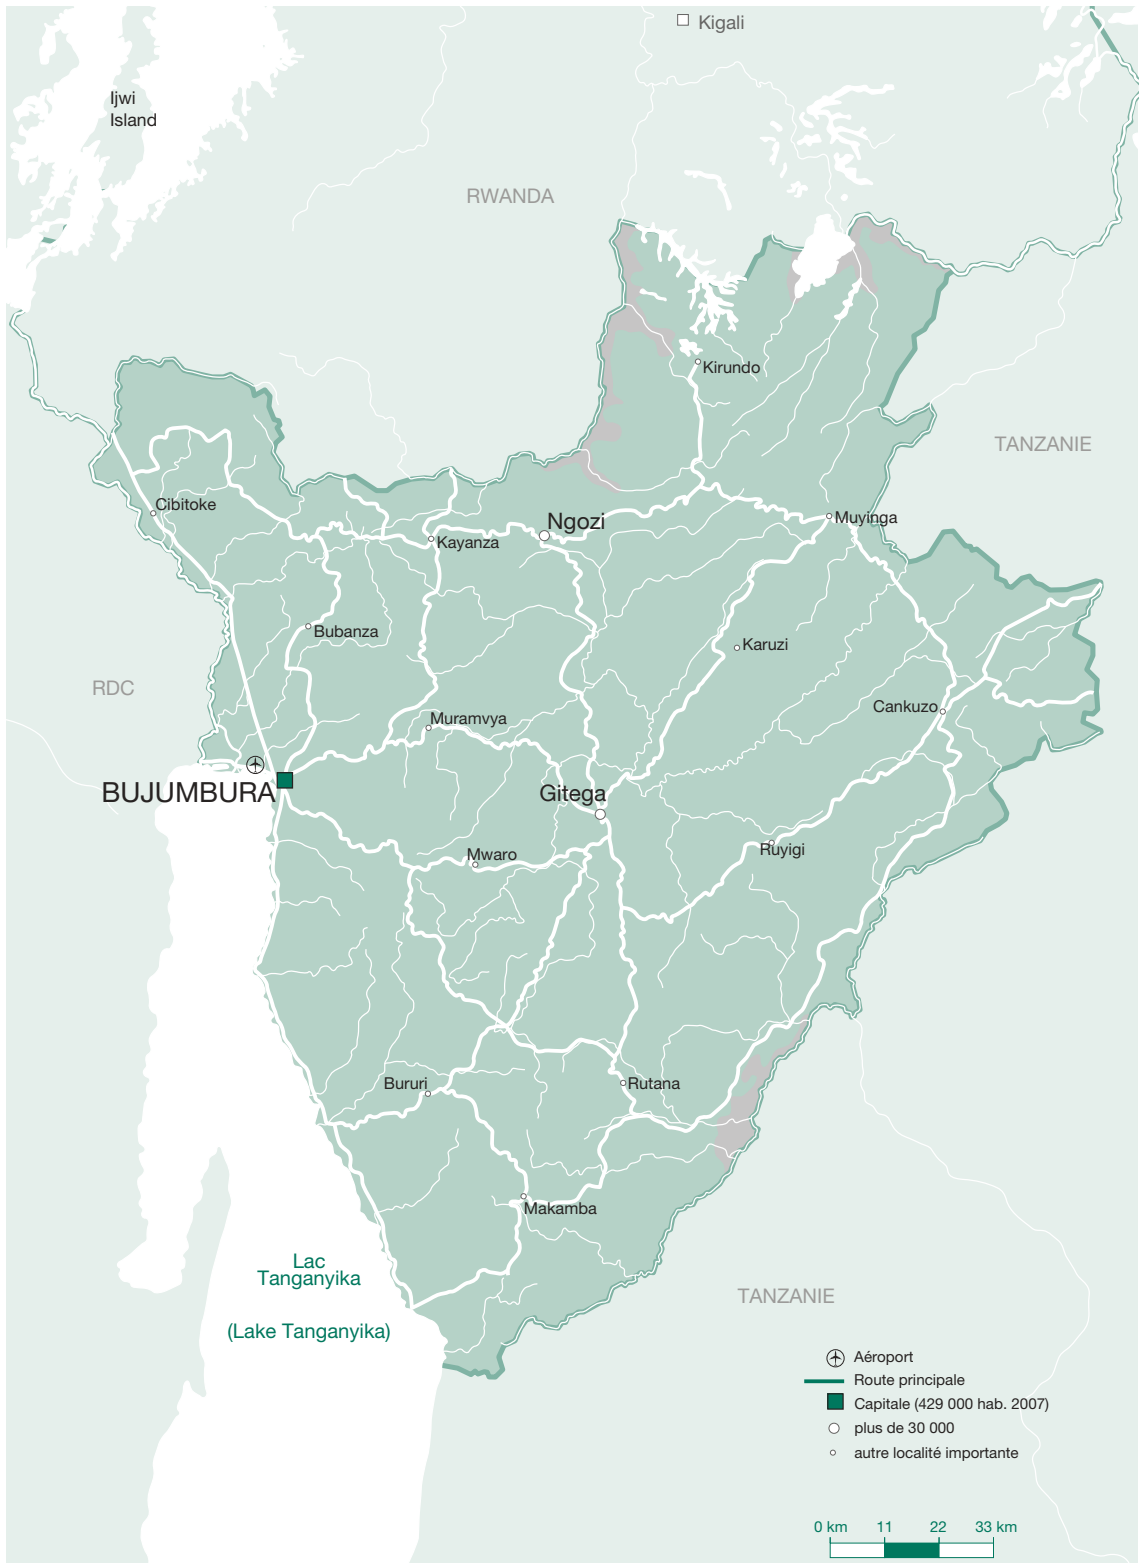 Kigali
Ijwi
Island
RWANDA
Kirundo
TANZANIE
Cibitoke
Ngozi
Muyinga
Kayanza
Bubanza
Karuzi
RDC
Cankuzo
Muramvya
BUJUMBURA
Gitega
Ruyigi
Mwaro
Bururi
Rutana
Makamba
Lac
Tanganyika
(Lake Tanganyika)
TANZANIE
Aéroport
Route principale
Capitale (429 000 hab. 2007)
plus de 30 000
autre localité importante
0 km 11 22 33 km